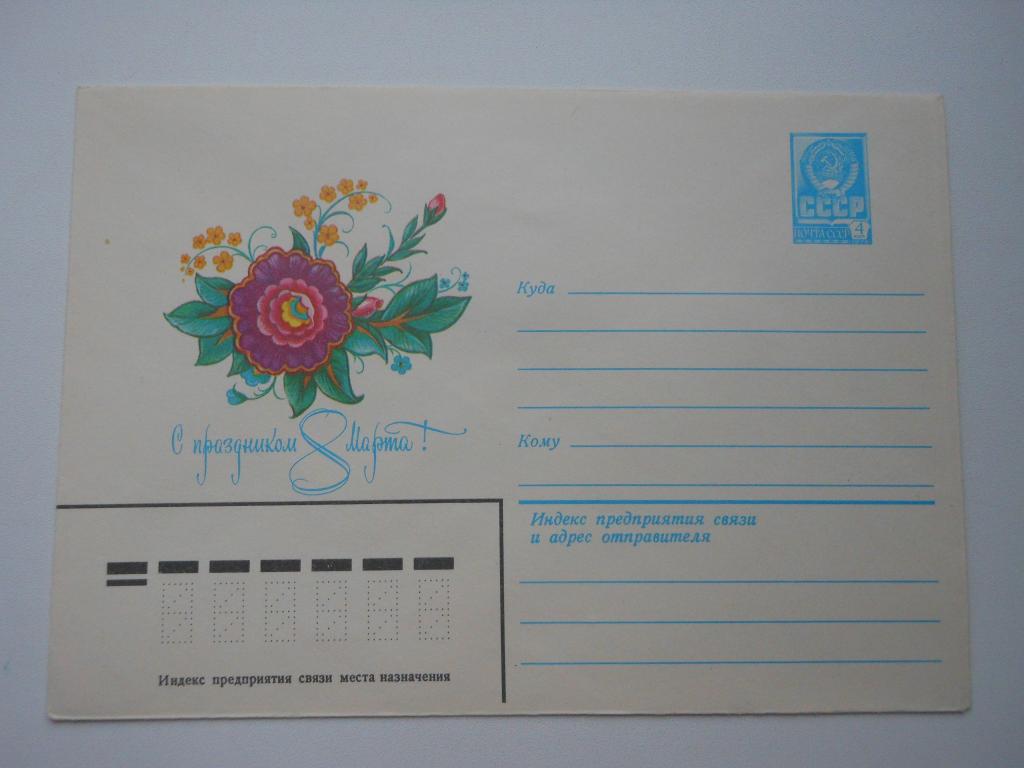 СССР
ПОЧТА СССР 4
Куда
С праздником 8 Марта!
Кому
Индекс предприятия связи
и адрес отправителя
Индекс предприятия связи места назначения